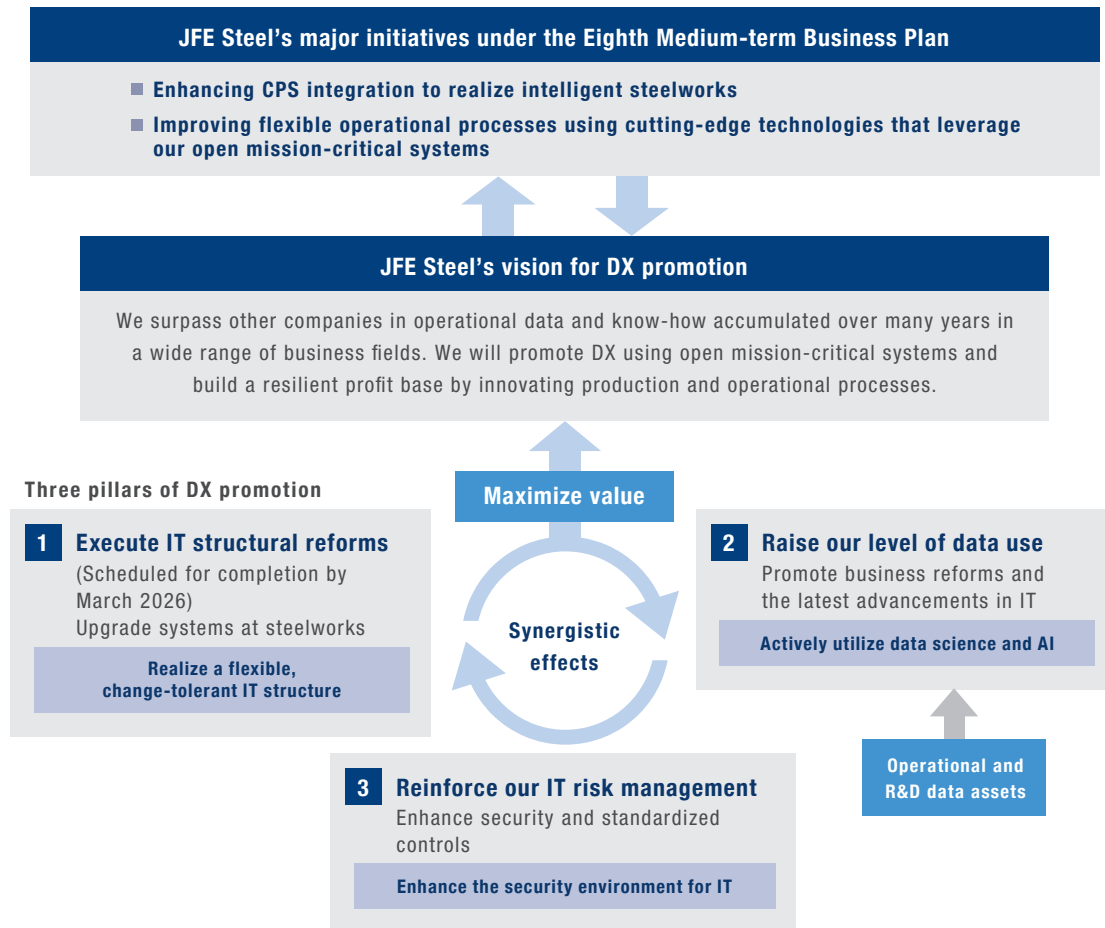 JFE Steel's major initiatives under the Eighth Medium-term Business Plan
Enhancing CPS integration to realize intelligent steelworks
Improving flexible operational processes using cutting-edge technologies that leverage
our open mission-critical systems
JFE Steel's vision for DX promotion
We surpass other companies in operational data and know-how accumulated over many years in
a wide range of business fields. We will promote DX using open mission-critical systems and
build a resilient profit base by innovating production and operational processes.
Maximize value
Three pillars of DX promotion
1 Execute IT structural reforms
(Scheduled for completion by
March 2026)
Upgrade systems at steelworks
Realize a flexible,
change-tolerant IT structure
Synergistic
effects
2 Raise our level of data use
Promote business reforms and
the latest advancements in IT
Actively utilize data science and AI
Operational and
R&D data assets
3 Reinforce our IT risk management
Enhance security and standardized
controls
Enhance the security environment for IT